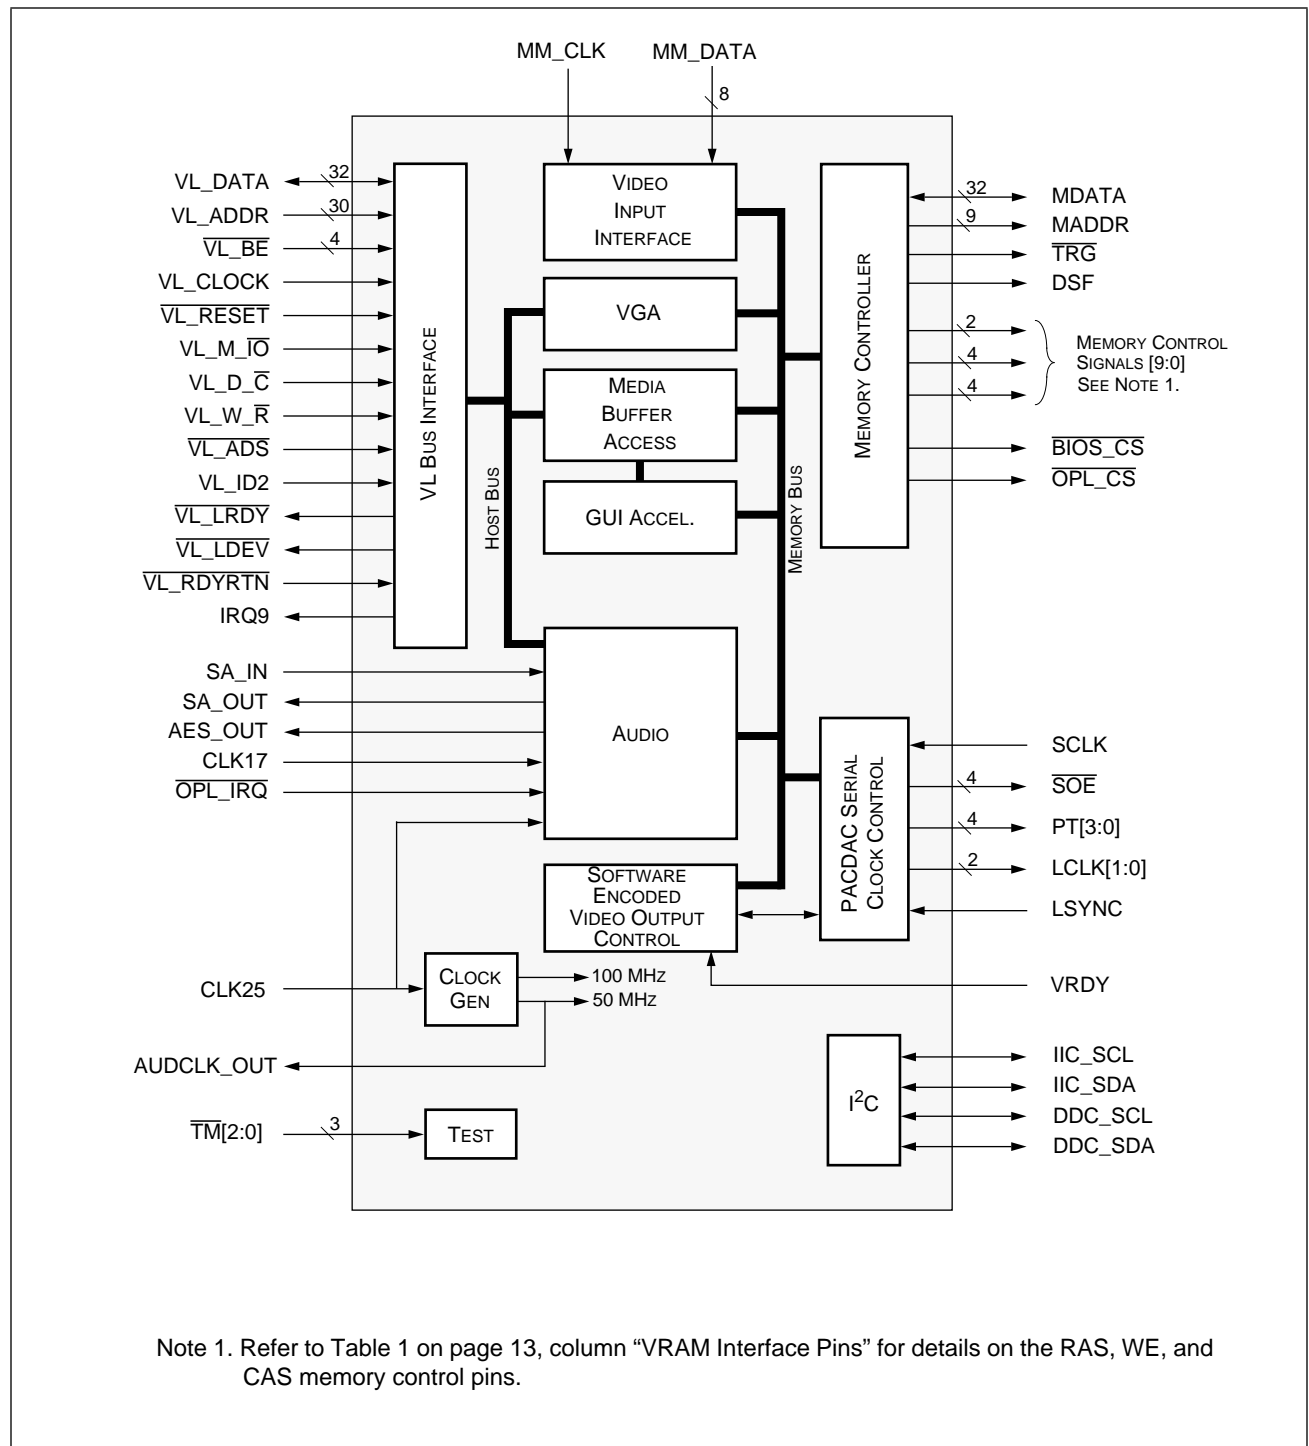 MM_CLK
MM_DATA
8
VL_DATA
32
VL_ADDR
30
VL_BE
4
VL_CLOCK
VL_RESET
VL_M_IO
VL_D_C
VL_W_R
VL_ADS
VL_ID2
VL_LRDY
VL_LDEV
VL_RDYRTN
IRQ9
VL BUS INTERFACE
HOST BUS
VIDEO
INPUT
INTERFACE
VGA
MEDIA
BUFFER
ACCESS
GUI ACCEL.
MEMORY BUS
MEMORY CONTROLLER
32
MDATA
9
MADDR
TRG
DSF
2
4
4
MEMORY CONTROL
SIGNALS [9:0]
SEE NOTE 1.
BIOS_CS
OPL_CS
SA_IN
SA_OUT
AES_OUT
CLK17
OPL_IRQ
AUDIO
PACDAC SERIAL
CLOCK CONTROL
SCLK
4
SOE
4
PT[3:0]
2
LCLK[1:0]
LSYNC
SOFTWARE
ENCODED
VIDEO OUTPUT
CONTROL
VRDY
CLK25
CLOCK
GEN
100 MHz
50 MHz
AUDCLK_OUT
TM[2:0]
3
TEST
I2C
IIC_SCL
IIC_SDA
DDC_SCL
DDC_SDA
Note 1. Refer to Table 1 on page 13, column “VRAM Interface Pins” for details on the RAS, WE, and
CAS memory control pins.